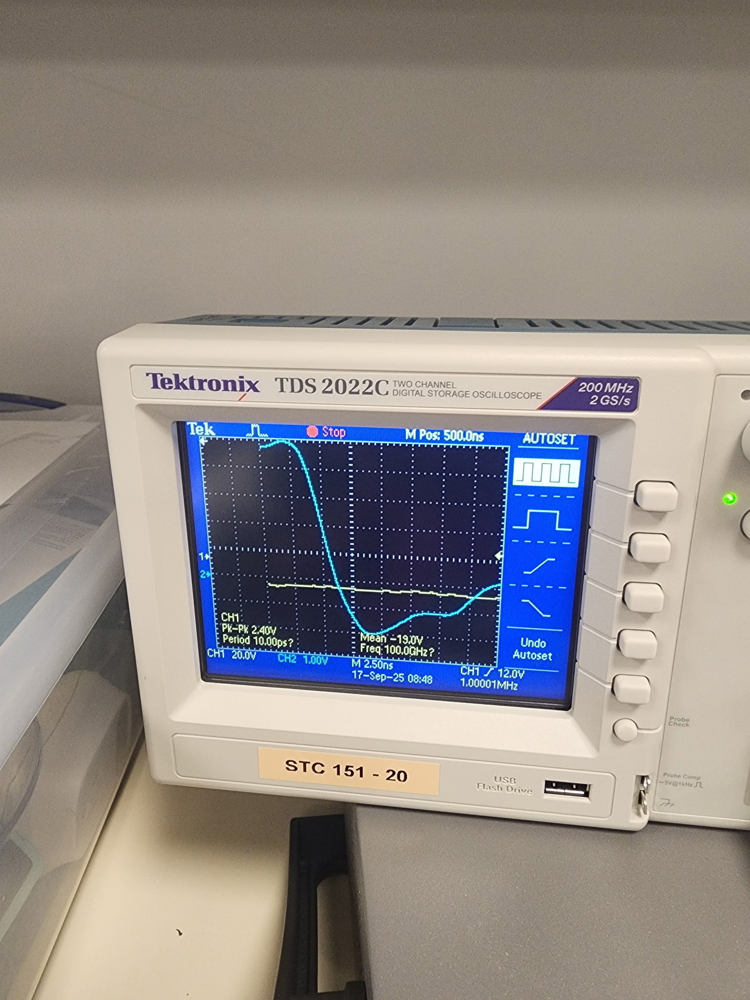 Tektronix TDS 2022C TWO CHANNEL
DIGITAL STORAGE OSCILLOSCOPE
200 MHz
2 GS/s
Tek
Stop
M Pos: 500.0ns
AUTOSET
1
2
CH1
Pk-Pk 2.40V
Period 10.00ps?
Mean -19.0V
Freq 100.0GHz?
Undo
Autoset
CH1 20.0V
CH2 1.00V
M 2.50ns
CH1 12.0V
17-Sep-25 08:48
1.00001MHz
Probe
Check
STC 151 - 20
USB
Flash Drive
Probe Comp
~5V@1kHz